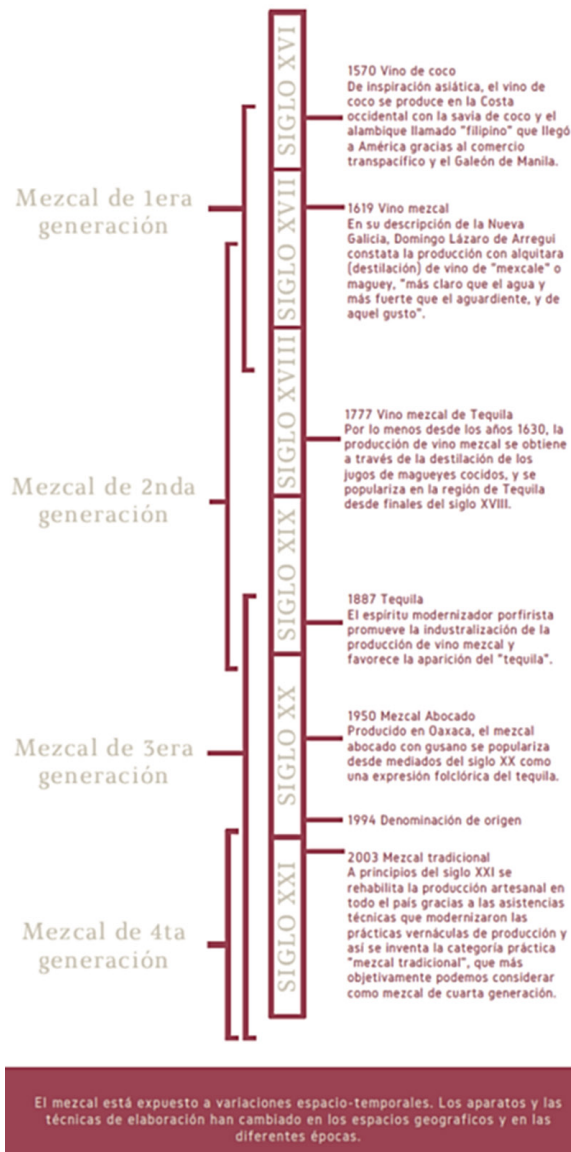 SIGLO XVI
1570 Vino de coco
De inspiración asiática, el vino de
coco se produce en la Costa
occidental con la savia de coco y el
alambique llamado "filipino" que llegó
a América gracias al comercio
transpacífico y el Galeón de Manila.
Mezcal de 1era
generación
SIGLO XVII
1619 Vino mezcal
En su descripción de la Nueva
Galicia, Domingo Lázaro de Arregui
constata la producción con alquitara
(destilación) de vino de "mexcale" o
maguey, "más claro que el agua y
más fuerte que el aguardiente, y de
aquel gusto".
SIGLO XVIII
1777 Vino mezcal de Tequila
Por lo menos desde los años 1630, la
producción de vino mezcal se obtiene
a través de la destilación de los
jugos de magueyes cocidos, y se
populariza en la región de Tequila
desde finales del siglo XVIII.
Mezcal de 2nda
generación
SIGLO XIX
1887 Tequila
El espíritu modernizador porfirista
promueve la industralización de la
producción de vino mezcal y
favorece la aparición del "tequila".
Mezcal de 3era
generación
SIGLO XX
1950 Mezcal Abocado
Producido en Oaxaca, el mezcal
abocado con gusano se populariza
desde mediados del siglo XX como
una expresión folclórica del tequila.
1994 Denominación de origen
Mezcal de 4ta
generación
SIGLO XXI
2003 Mezcal tradicional
A principios del siglo XXI se
rehabilita la producción artesanal en
todo el país gracias a las asistencias
técnicas que modernizaron las
prácticas vernáculas de producción y
así se inventa la categoría práctica
"mezcal tradicional", que más
objetivamente podemos considerar
como mezcal de cuarta generación.
El mezcal está expuesto a variaciones espacio-temporales. Los aparatos y las
técnicas de elaboración han cambiado en los espacios geograficos y en las
diferentes épocas.